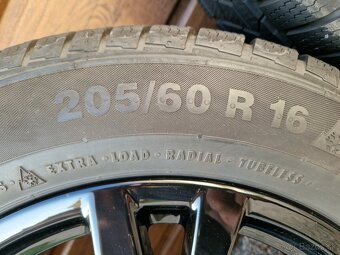 205/60 R 16
EXTRA · LOAD · RADIAL · TUBELESS